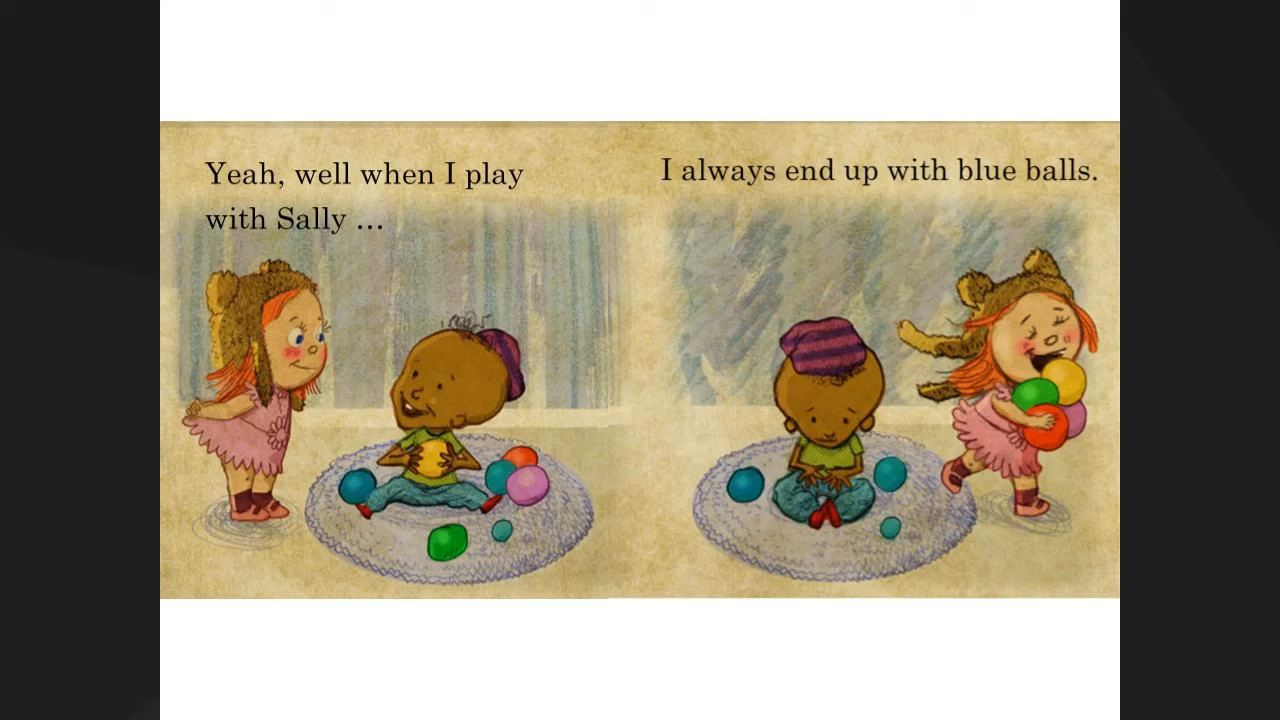 Yeah, well when I play
with Sally ...
I always end up with blue balls.